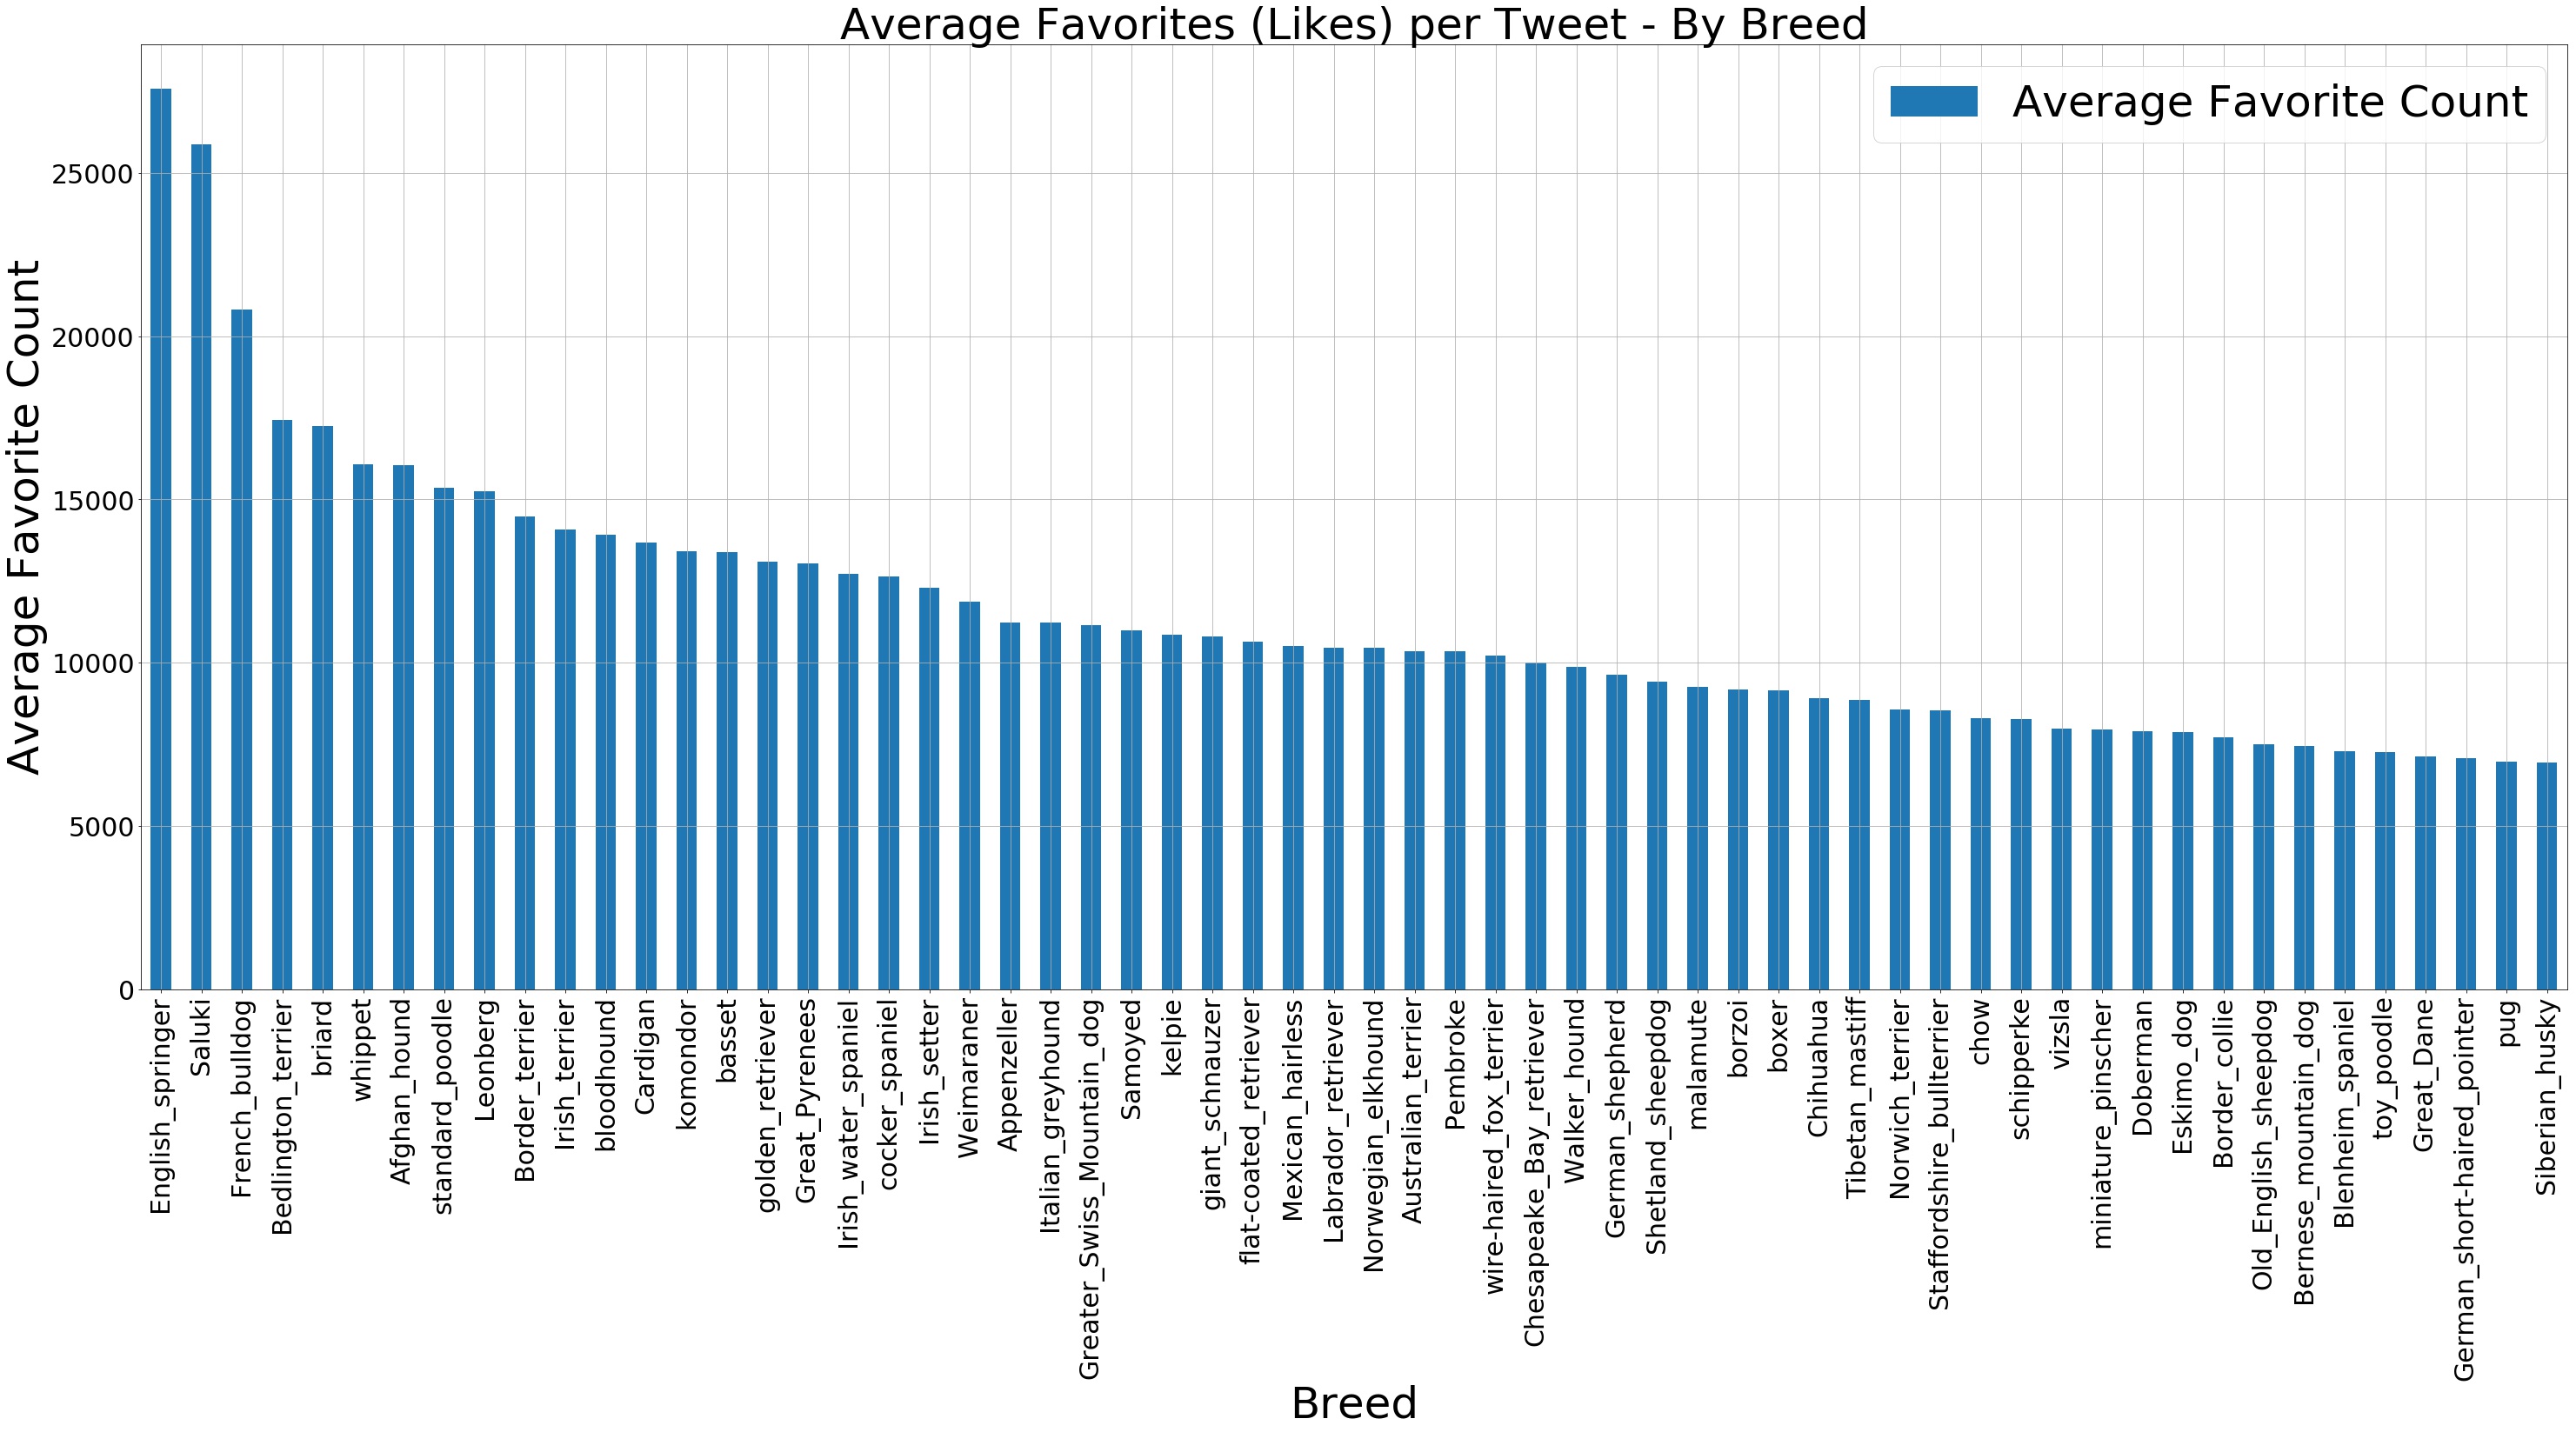 Average Favorites (Likes) per Tweet - By Breed
Average Favorite Count
Average Favorite Count
25000
20000
15000
10000
5000
0
English_springer
Saluki
French_bulldog
Bedlington_terrier
briard
whippet
Afghan_hound
standard_poodle
Leonberg
Border_terrier
Irish_terrier
bloodhound
Cardigan
komondor
basset
golden_retriever
Great_Pyrenees
Irish_water_spaniel
cocker_spaniel
Irish_setter
Weimaraner
Appenzeller
Italian_greyhound
Greater_Swiss_Mountain_dog
Samoyed
kelpie
giant_schnauzer
flat-coated_retriever
Mexican_hairless
Labrador_retriever
Norwegian_elkhound
Australian_terrier
Pembroke
wire-haired_fox_terrier
Chesapeake_Bay_retriever
Walker_hound
German_shepherd
Shetland_sheepdog
malamute
borzoi
boxer
Chihuahua
Tibetan_mastiff
Norwich_terrier
Staffordshire_bullterrier
chow
schipperke
vizsla
miniature_pinscher
Doberman
Eskimo_dog
Border_collie
Old_English_sheepdog
Bernese_mountain_dog
Blenheim_spaniel
toy_poodle
Great_Dane
German_short-haired_pointer
pug
Siberian_husky
Breed